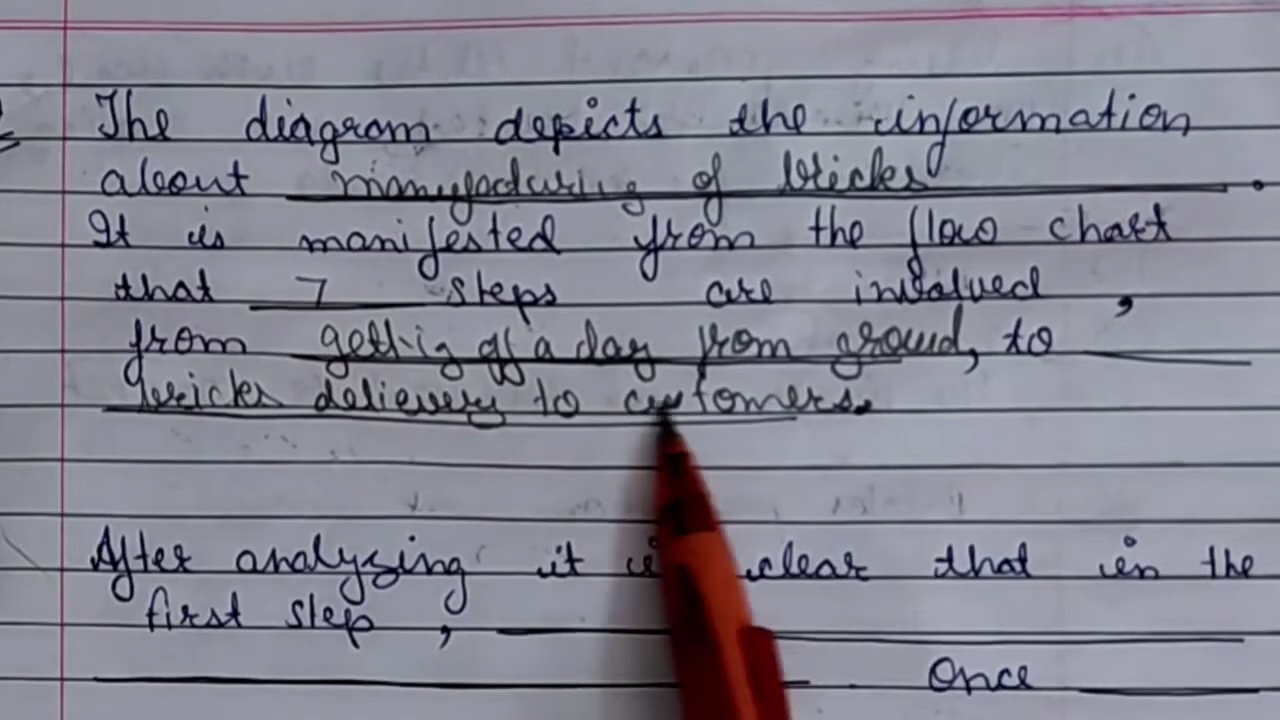 The diagram depicts the information
about manufacturing of bricks.
It is manifested from the flow chart
that 7 steps are involved,
from getting of a clay from ground, to
bricks delievery to customers.
After analyzing it is clear that in the
first step,
Once